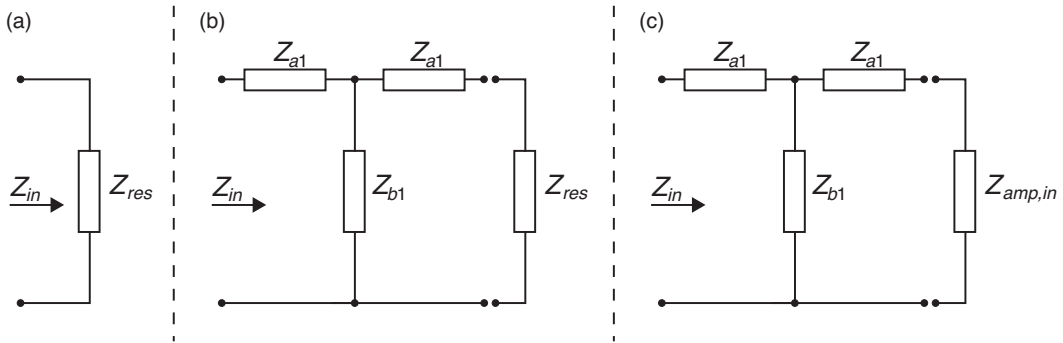 (a)
Z_in
Z_res
(b)
Z_a1
Z_a1
Z_in
Z_b1
Z_res
(c)
Z_a1
Z_a1
Z_in
Z_b1
Z_amp,in